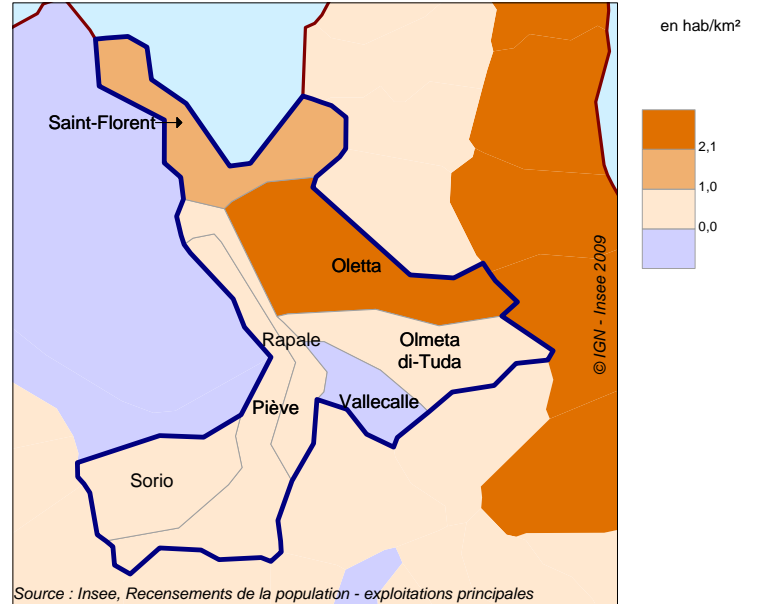 en hab/km²
2,1
1,0
0,0
Saint-Florent
Oletta
Rapale
Olmeta
di-Tuda
Piève
Vallecalle
Sorio
© IGN - Insee 2009
Source : Insee, Recensements de la population - exploitations principales